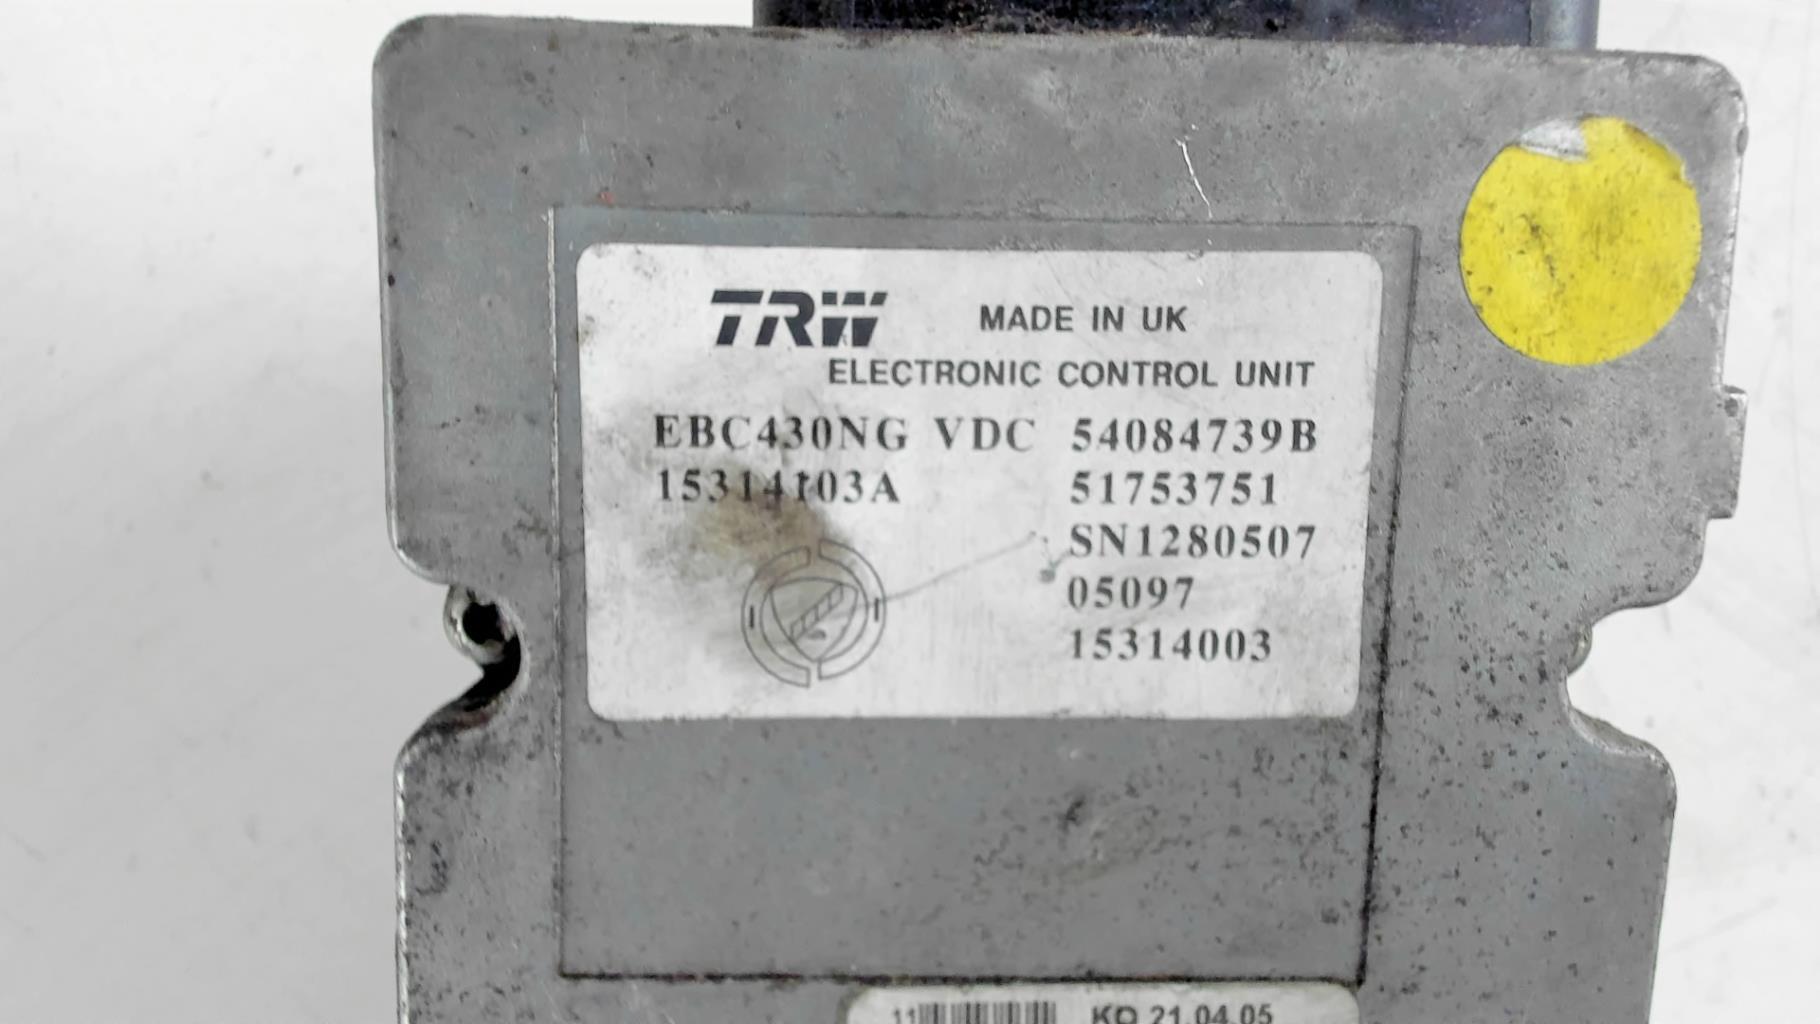 TRW MADE IN UK
ELECTRONIC CONTROL UNIT
EBC430NG VDC 54084739B
15314103A 51753751
SN1280507
05097
15314003
11 KD 21.04.05